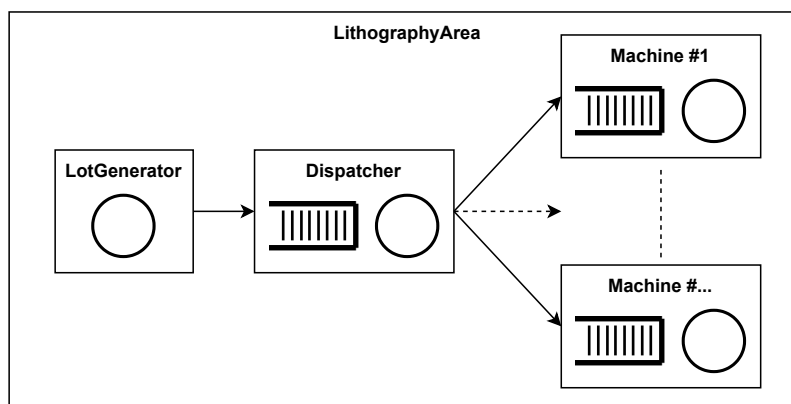 LithographyArea
Machine #1
LotGenerator
Dispatcher
Machine #...